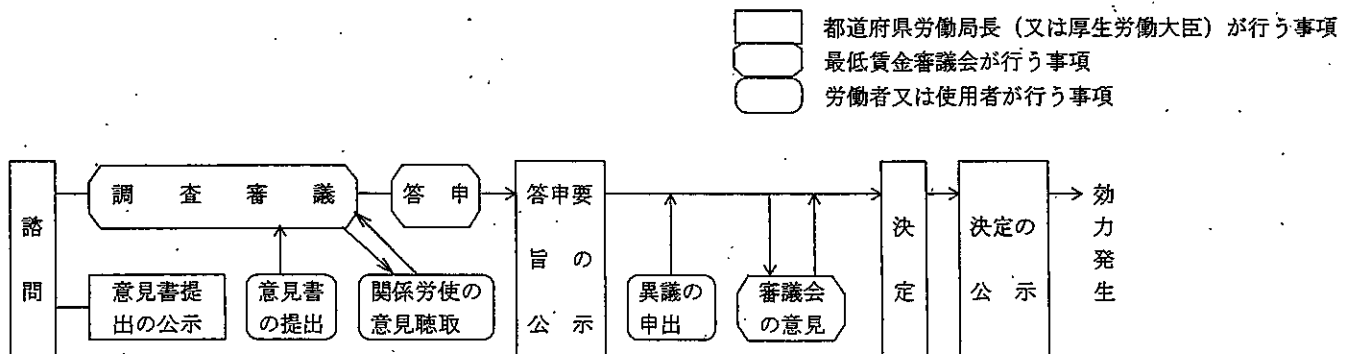 都道府県労働局長（又は厚生労働大臣）が行う事項
最低賃金審議会が行う事項
労働者又は使用者が行う事項
諮問
調査審議
答申
答申要旨の公示
決定
決定の公示
効力発生
意見書提
出の公示
意見書
の提出
関係労使の
意見聴取
異議の
申出
審議会
の意見